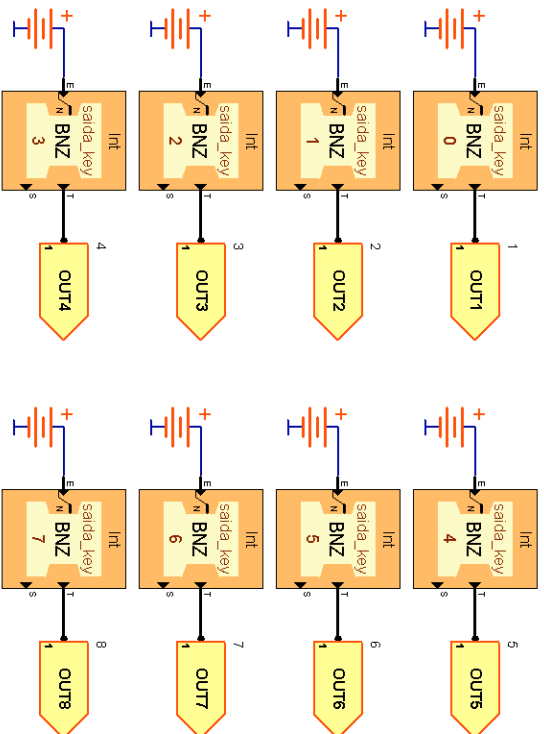 Int
saida_key
+
E
N
BNZ
T
0
S
1
OUT1
1
Int
saida_key
+
E
N
BNZ
T
4
S
5
OUT5
1
Int
saida_key
+
E
N
BNZ
T
1
S
2
OUT2
1
Int
saida_key
+
E
N
BNZ
T
5
S
6
OUT6
1
Int
saida_key
+
E
N
BNZ
T
2
S
3
OUT3
1
Int
saida_key
+
E
N
BNZ
T
6
S
7
OUT7
1
Int
saida_key
+
E
N
BNZ
T
3
S
4
OUT4
1
Int
saida_key
+
E
N
BNZ
T
7
S
8
OUT8
1